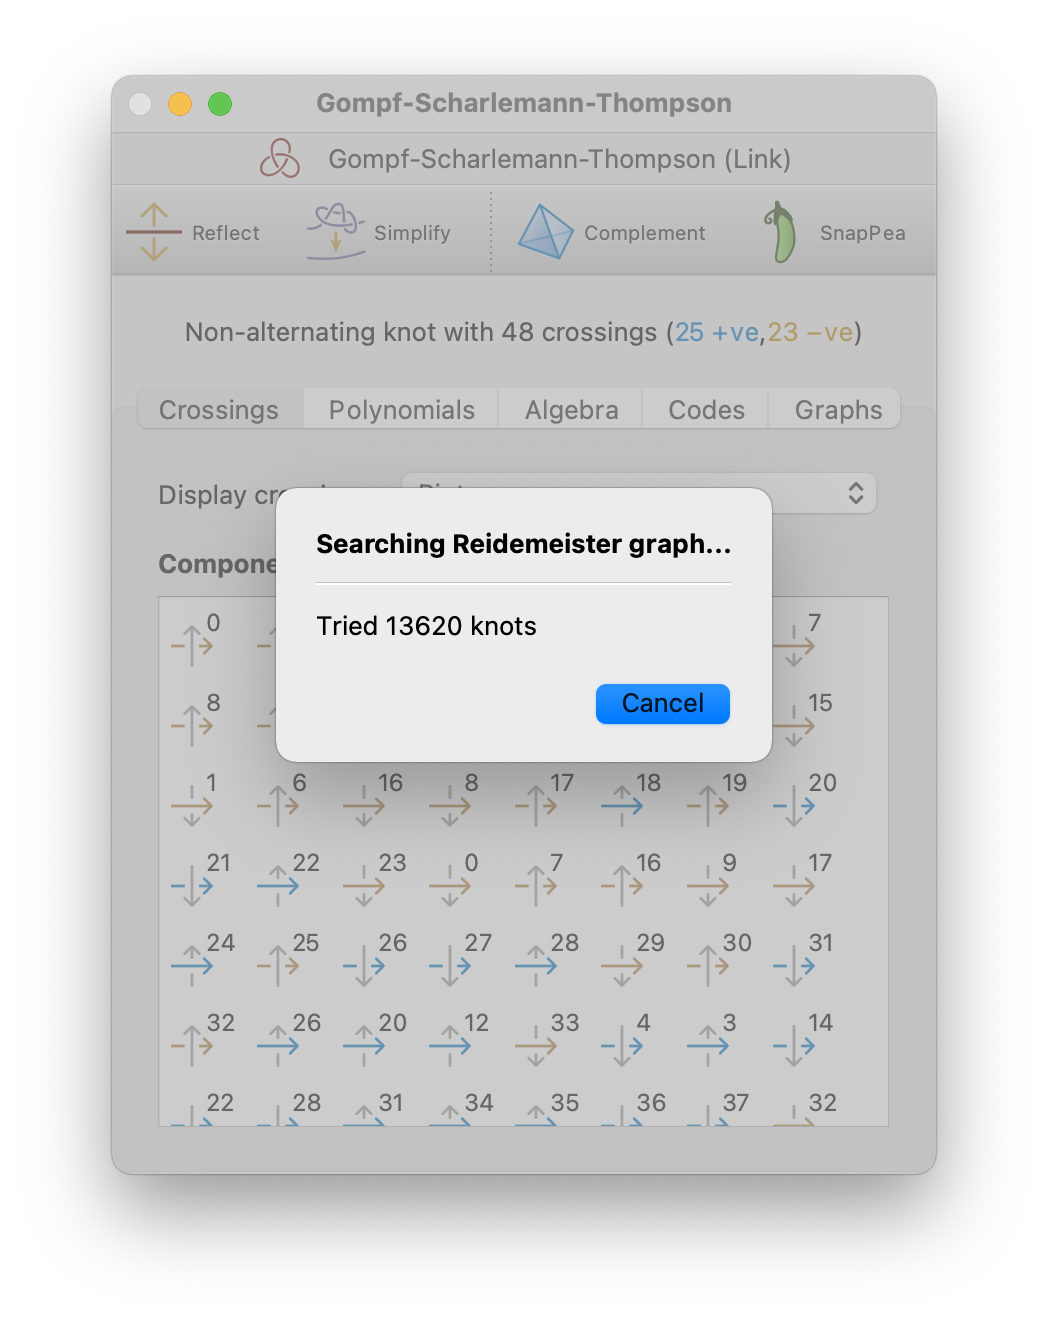 Gompf-Scharlemann-Thompson
Gompf-Scharlemann-Thompson (Link)
Reflect Simplify Complement SnapPea
Non-alternating knot with 48 crossings (25 +ve,23 −ve)
Crossings Polynomials Algebra Codes Graphs
Display
Searching Reidemeister graph...
Tried 13620 knots
Cancel
0 7
8 15
1 6 16 8 17 18 19 20
21 22 23 0 7 16 9 17
24 25 26 27 28 29 30 31
32 26 20 12 33 4 3 14
22 28 31 34 35 36 37 32